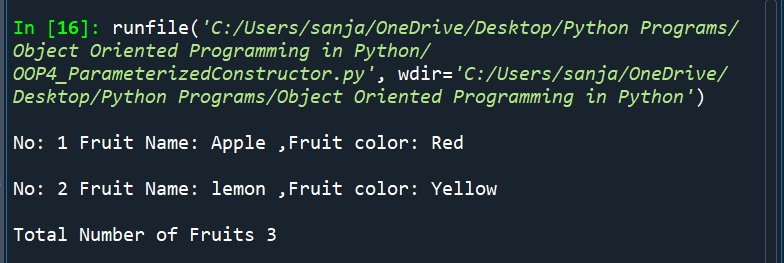 In [16]: runfile('C:/Users/sanja/OneDrive/Desktop/Python Programs/
Object Oriented Programming in Python/
OOP4_ParameterizedConstructor.py', wdir='C:/Users/sanja/OneDrive/
Desktop/Python Programs/Object Oriented Programming in Python')
No: 1 Fruit Name: Apple ,Fruit color: Red
No: 2 Fruit Name: lemon ,Fruit color: Yellow
Total Number of Fruits 3